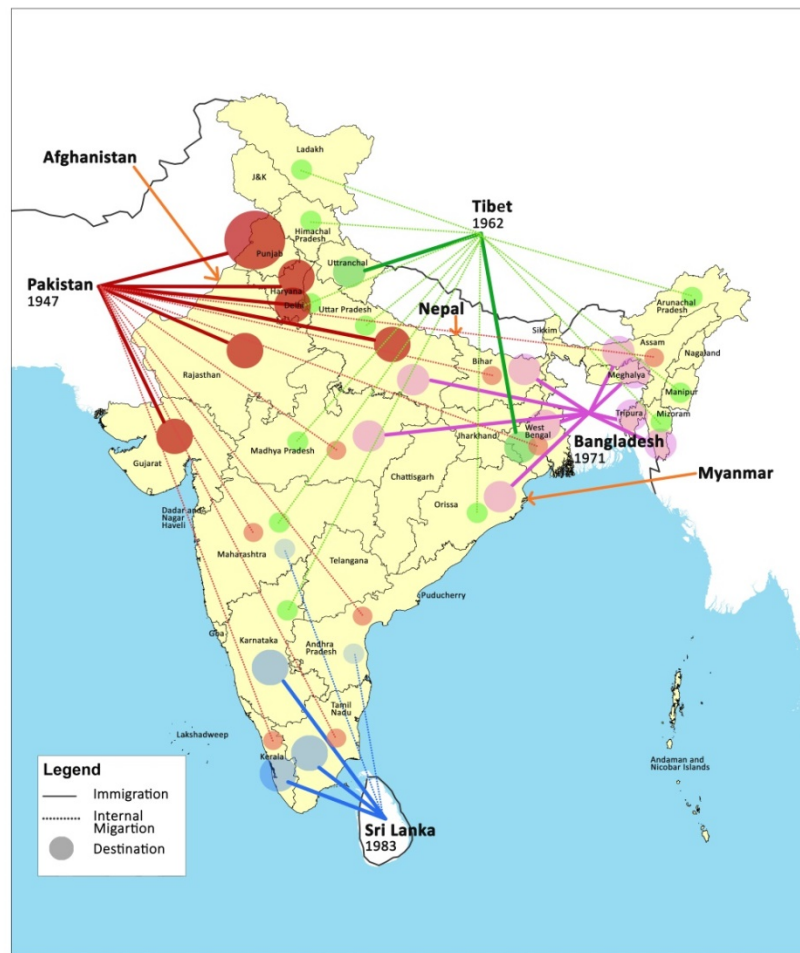 Ladakh
Afghanistan
J&K
Tibet
1962
Himachal
Pradesh
Punjab
Uttranchal
Pakistan
1947
Haryana
Delhi
Uttar Pradesh
Nepal
Arunachal
Pradesh
Sikkim
Assam
Nagaland
Bihar
Meghalya
Rajasthan
Manipur
Tripura
Mizoram
West
Bengal
Jharkhand
Bangladesh
1971
Madhya Pradesh
Gujarat
Myanmar
Chattisgarh
Orissa
Dadar and
Nagar
Haveli
Maharashtra
Telangana
Puducherry
Goa
Karnataka
Andhra
Pradesh
Tamil
Nadu
Lakshadweep
Kerala
Andaman and
Nicobar Islands
Legend
Immigration
Internal
Migartion
Destination
Sri Lanka
1983